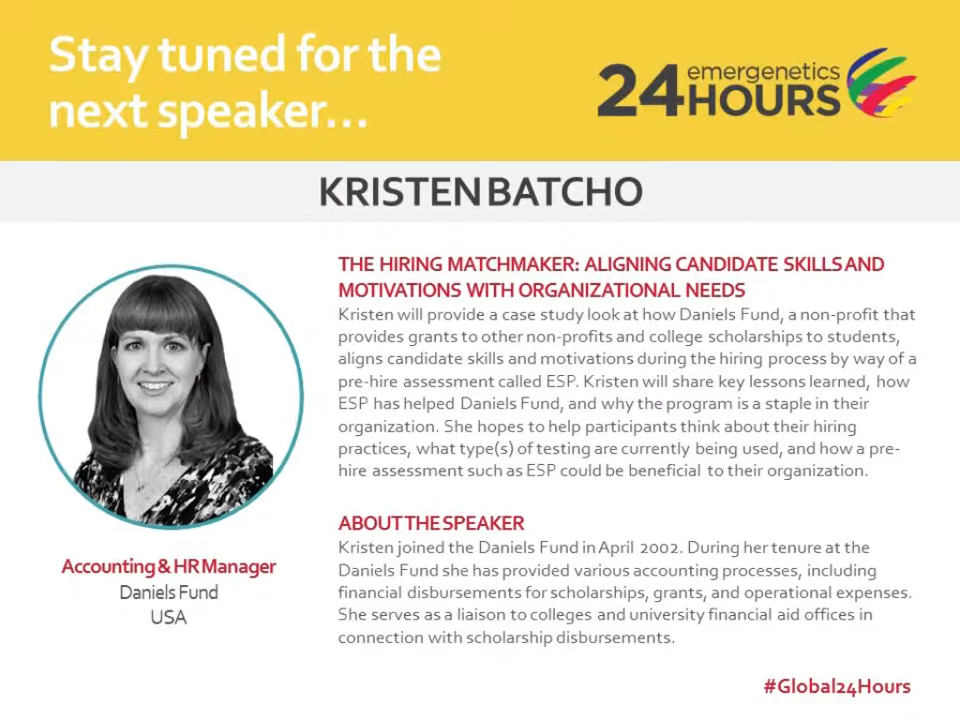 Stay tuned for the
next speaker...
24 emergenetics
HOURS
KRISTEN BATCHO
THE HIRING MATCHMAKER: ALIGNING CANDIDATE SKILLS AND
MOTIVATIONS WITH ORGANIZATIONAL NEEDS
Kristen will provide a case study look at how Daniels Fund, a non-profit that
provides grants to other non-profits and college scholarships to students,
aligns candidate skills and motivations during the hiring process by way of a
pre-hire assessment called ESP. Kristen will share key lessons learned, how
ESP has helped Daniels Fund, and why the program is a staple in their
organization. She hopes to help participants think about their hiring
practices, what type(s) of testing are currently being used, and how a pre-
hire assessment such as ESP could be beneficial to their organization.
ABOUT THE SPEAKER
Kristen joined the Daniels Fund in April 2002. During her tenure at the
Daniels Fund she has provided various accounting processes, including
financial disbursements for scholarships, grants, and operational expenses.
She serves as a liaison to colleges and university financial aid offices in
connection with scholarship disbursements.
Accounting & HR Manager
Daniels Fund
USA
#Global24Hours